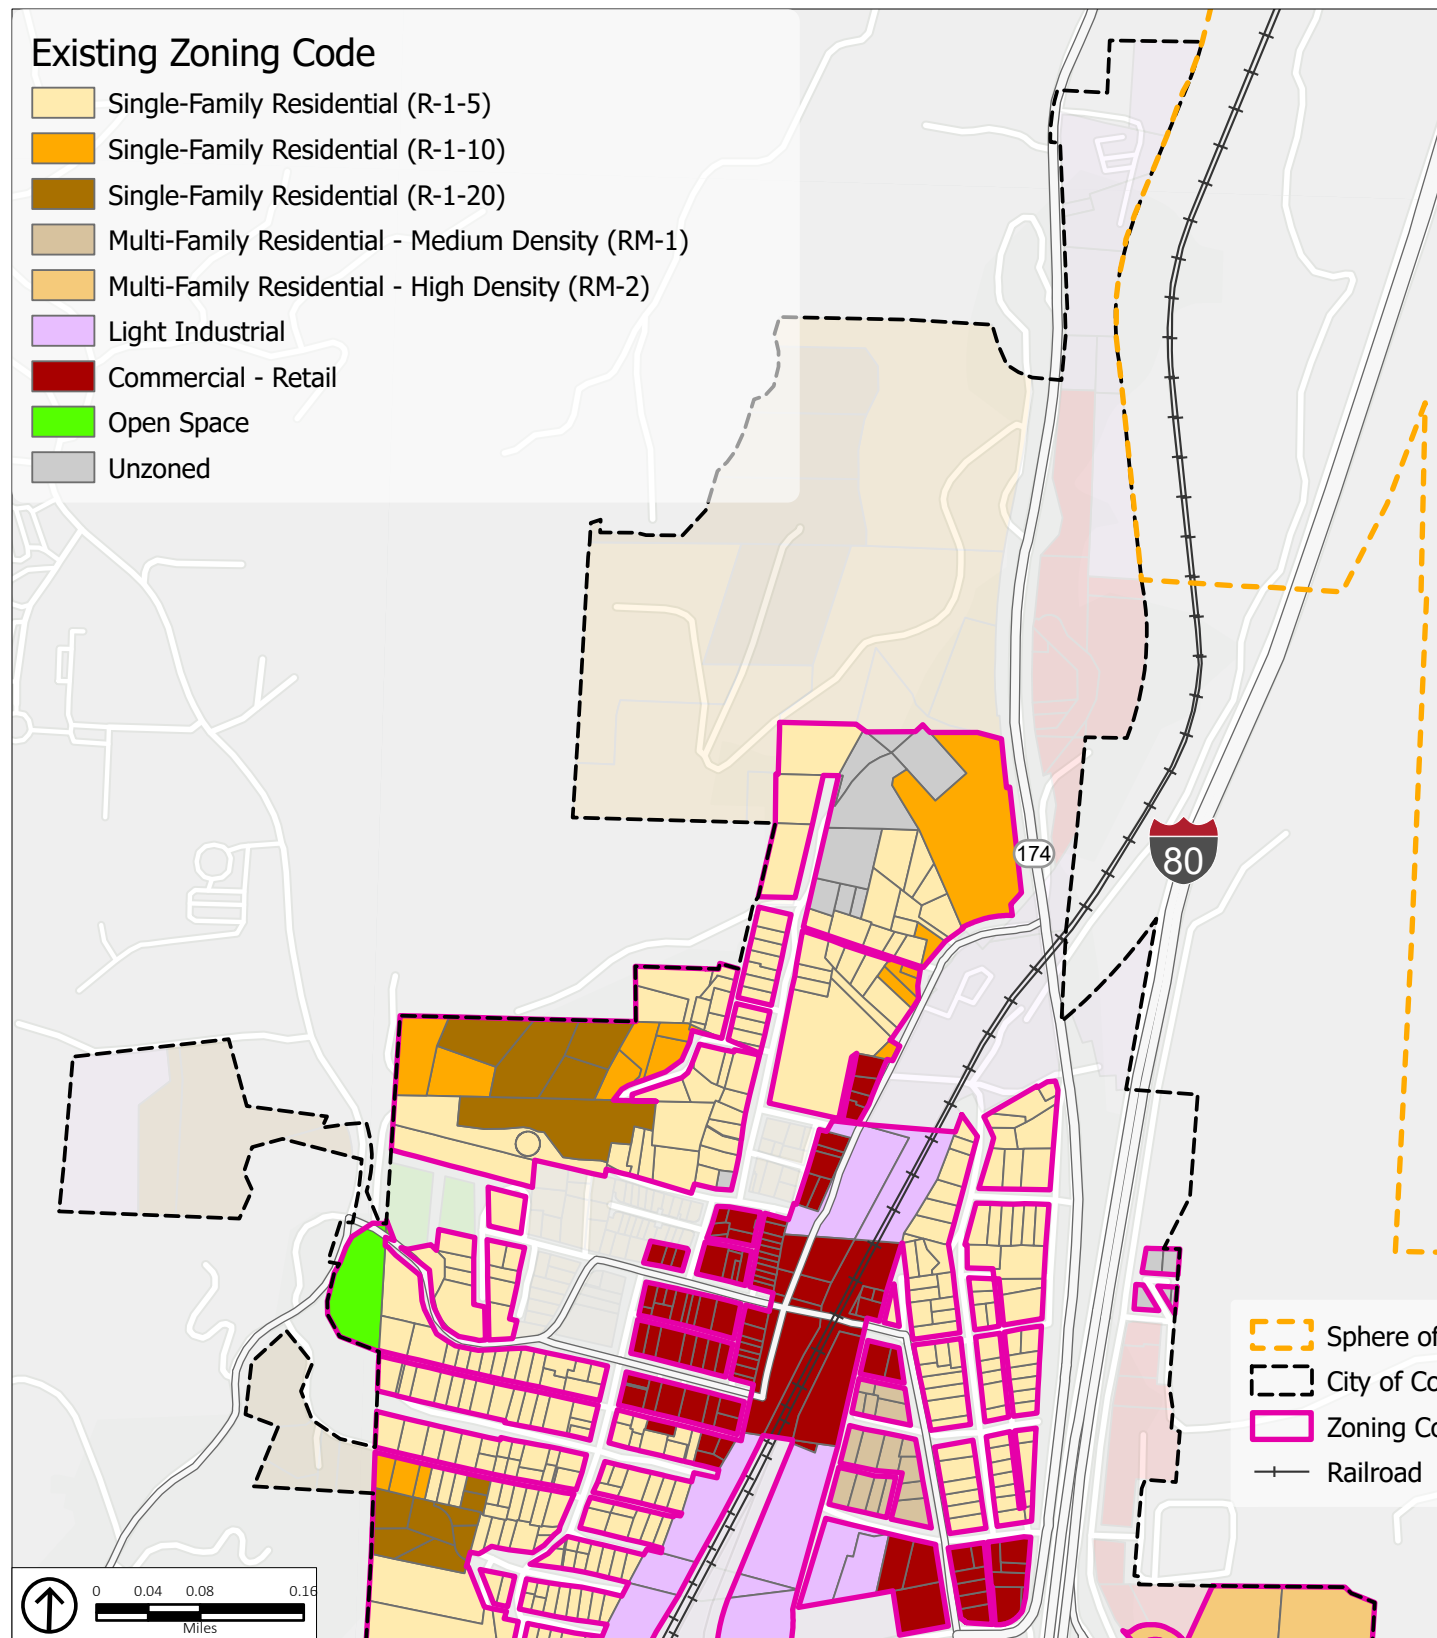 Existing Zoning Code
Single-Family Residential (R-1-5)
Single-Family Residential (R-1-10)
Single-Family Residential (R-1-20)
Multi-Family Residential - Medium Density (RM-1)
Multi-Family Residential - High Density (RM-2)
Light Industrial
Commercial - Retail
Open Space
Unzoned
174
80
Sphere of
City of Co
Zoning Co
Railroad
0 0.04 0.08 0.16
Miles